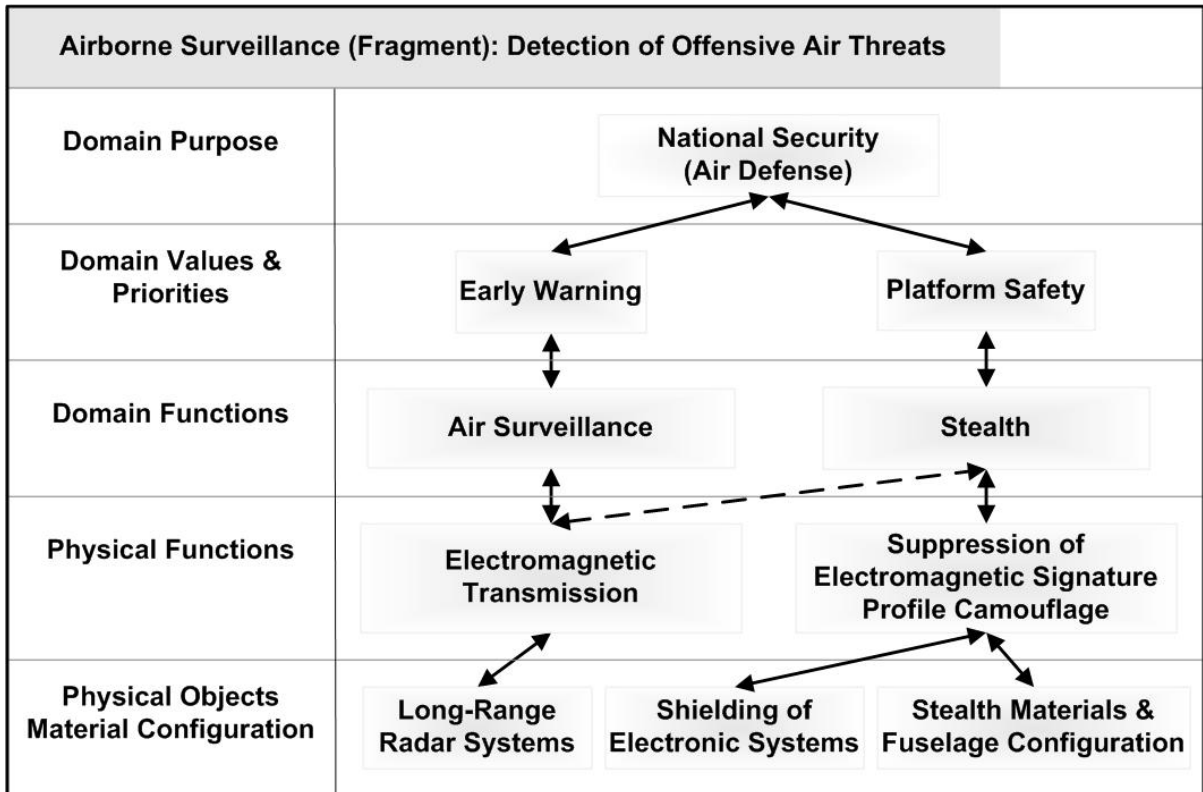 Airborne Surveillance (Fragment): Detection of Offensive Air Threats
Domain Purpose
National Security
(Air Defense)
Domain Values &
Priorities
Early Warning
Platform Safety
Domain Functions
Air Surveillance
Stealth
Physical Functions
Electromagnetic
Transmission
Suppression of
Electromagnetic Signature
Profile Camouflage
Physical Objects
Material Configuration
Long-Range
Radar Systems
Shielding of
Electronic Systems
Stealth Materials &
Fuselage Configuration